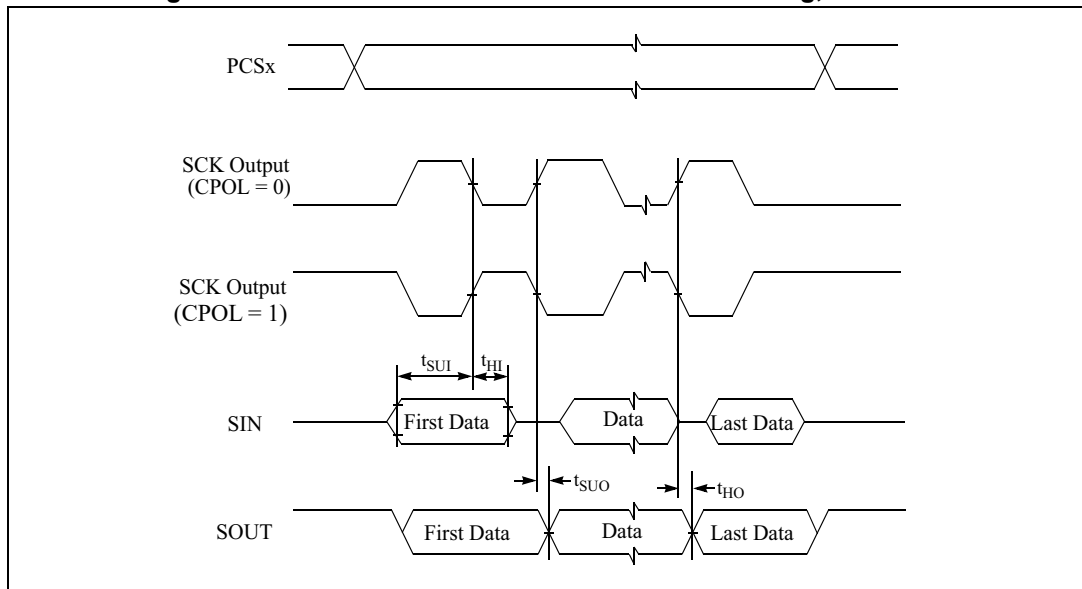 PCSx
SCK Output
(CPOL = 0)
SCK Output
(CPOL = 1)
tSUI
tHI
SIN
First Data
Data
Last Data
tSUO
tHO
SOUT
First Data
Data
Last Data